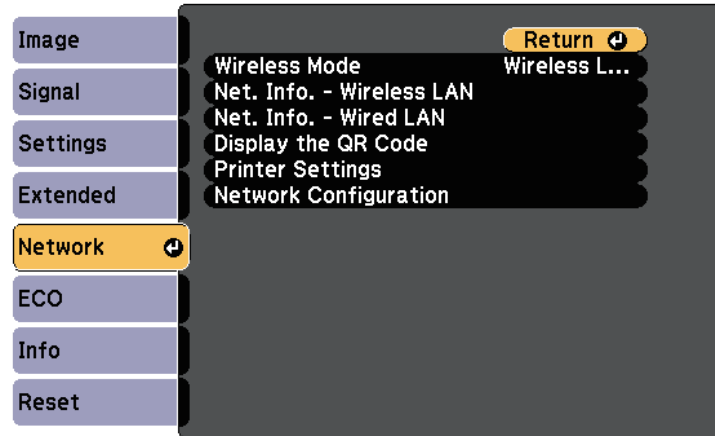 Image
Signal
Settings
Extended
Network
ECO
Info
Reset
Return
Wireless Mode Wireless L...
Net. Info. - Wireless LAN
Net. Info. - Wired LAN
Display the QR Code
Printer Settings
Network Configuration